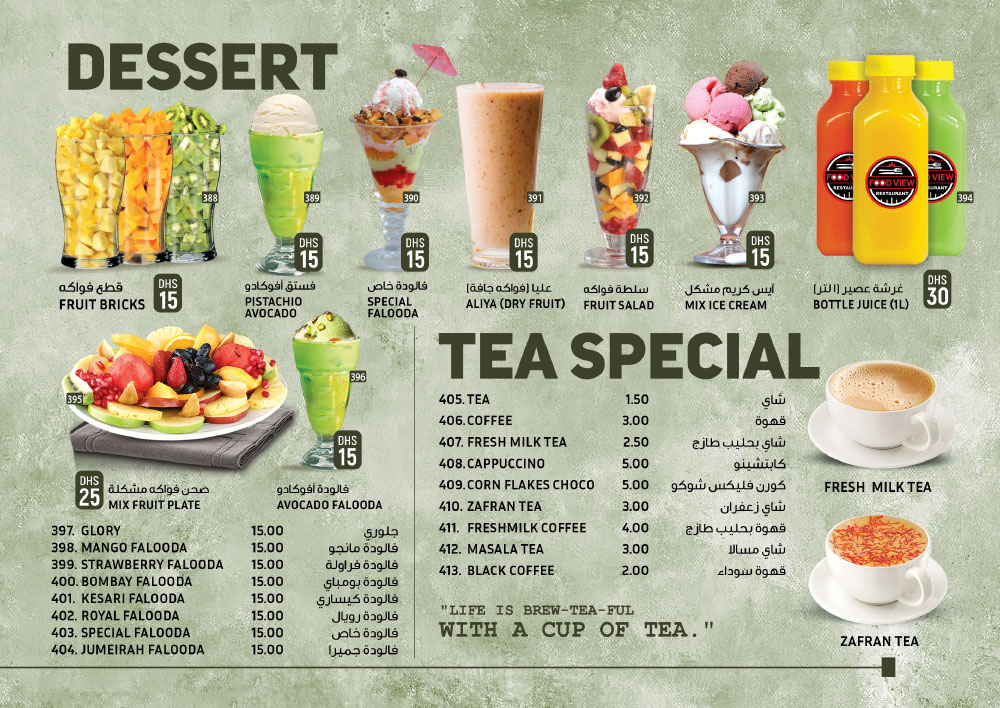 DESSERT
388
389
390
391
392
393
394
FOOD VIEW
RESTAURANT
قطع فواكه
FRUIT BRICKS
DHS
15
فستق أفوكادو
PISTACHIO
AVOCADO
DHS
15
فالودة خاص
SPECIAL
FALOODA
DHS
15
عليا (فواكه جافة)
ALIYA (DRY FRUIT)
DHS
15
سلطة فواكه
FRUIT SALAD
DHS
15
آيس كريم مشكل
MIX ICE CREAM
DHS
15
غرشة عصير (التر)
BOTTLE JUICE (1L)
DHS
30
395
DHS
25
صحن فواكه مشكلة
MIX FRUIT PLATE
396
DHS
15
فالودة أفوكادو
AVOCADO FALOODA
397. GLORY 15.00 جلوري
398. MANGO FALOODA 15.00 فالودة مانجو
399. STRAWBERRY FALOODA 15.00 فالودة فراولة
400. BOMBAY FALOODA 15.00 فالودة بومباي
401. KESARI FALOODA 15.00 فالودة كيساري
402. ROYAL FALOODA 15.00 فالودة رويال
403. SPECIAL FALOODA 15.00 فالودة خاص
404. JUMEIRAH FALOODA 15.00 فالودة جميرا
TEA SPECIAL
405. TEA 1.50 شاي
406. COFFEE 3.00 قهوة
407. FRESH MILK TEA 2.50 شاي بحليب طازج
408. CAPPUCCINO 5.00 كابتشينو
409. CORN FLAKES CHOCO 5.00 كورن فليكس شوكو
410. ZAFRAN TEA 3.00 شاي زعفران
411. FRESHMILK COFFEE 4.00 قهوة بحليب طازج
412. MASALA TEA 3.00 شاي مسالا
413. BLACK COFFEE 2.00 قهوة سوداء
"LIFE IS BREW-TEA-FUL
WITH A CUP OF TEA."
FRESH MILK TEA
ZAFRAN TEA